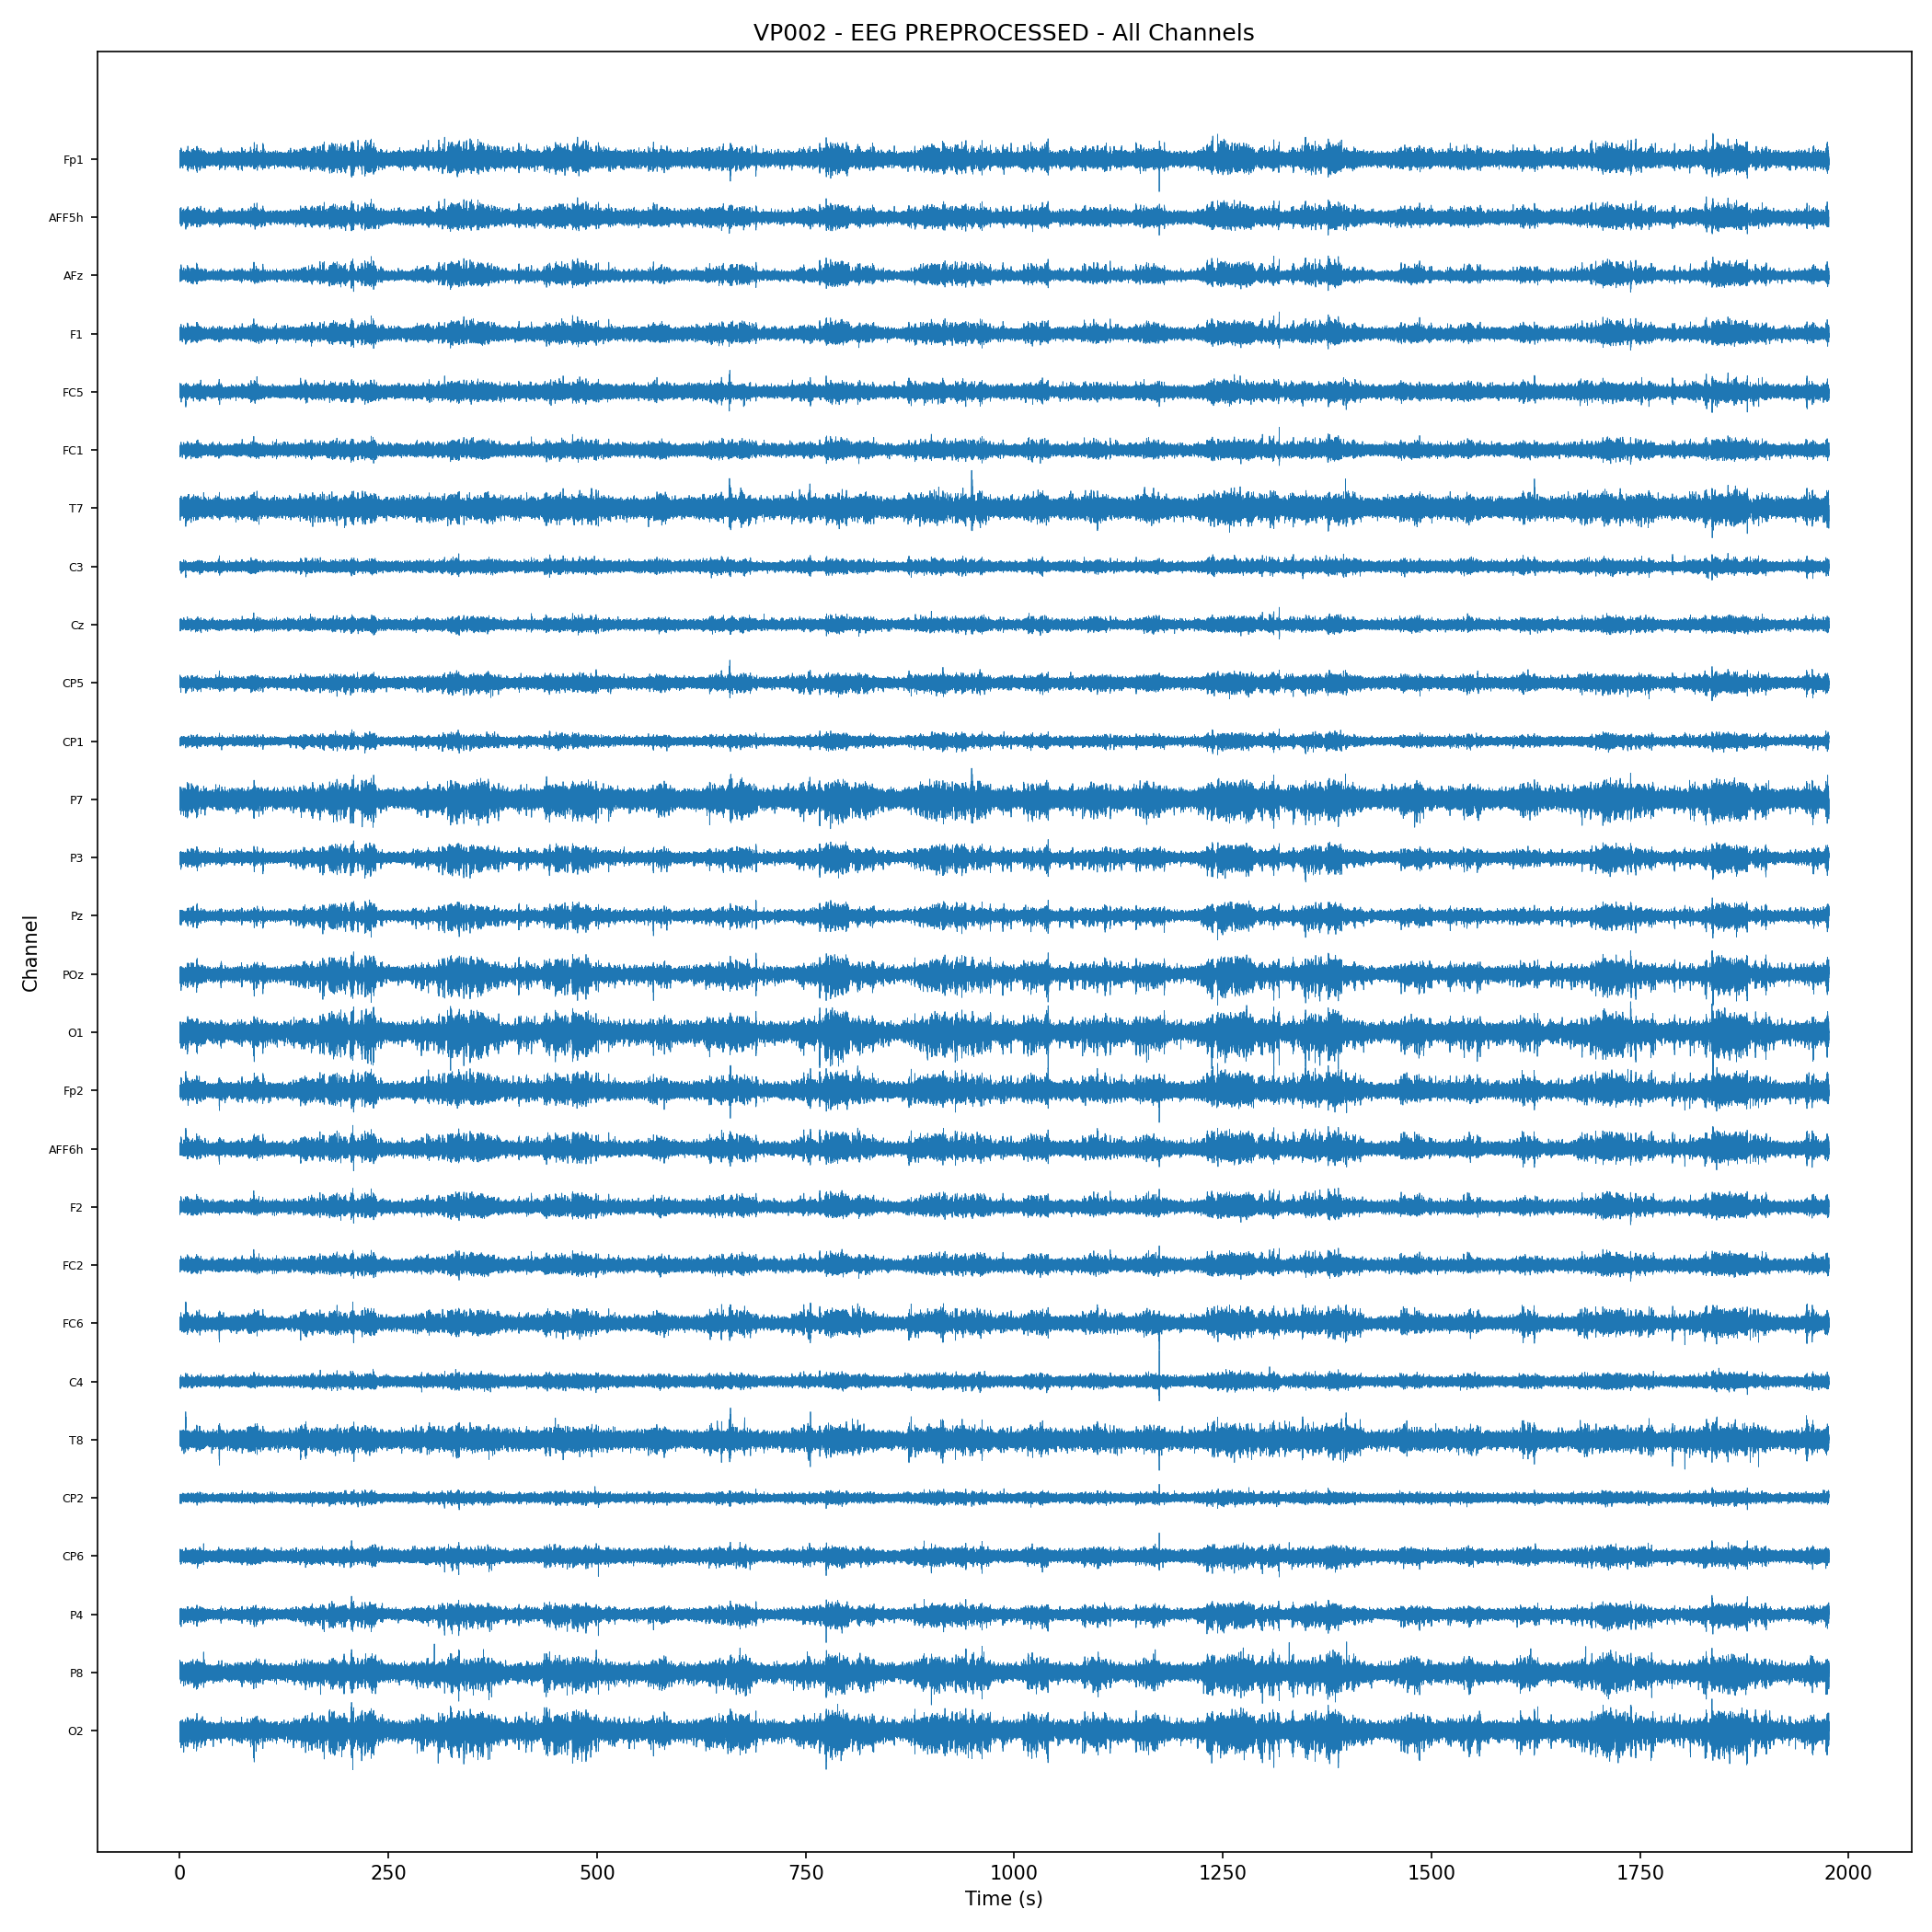 VP002 - EEG PREPROCESSED - All Channels
Fp1
AFF5h
AFz
F1
FC5
FC1
T7
C3
Cz
CP5
CP1
P7
P3
Pz
POz
O1
Fp2
AFF6h
F2
FC2
FC6
C4
T8
CP2
CP6
P4
P8
O2
Channel
0 250 500 750 1000 1250 1500 1750 2000
Time (s)